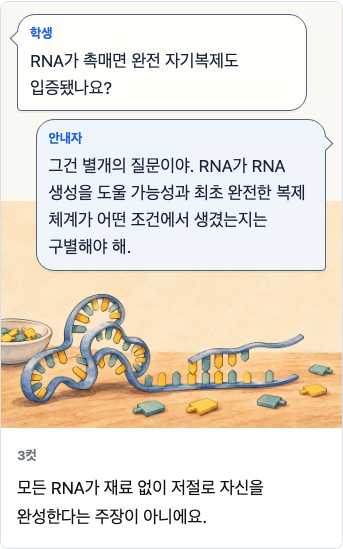 학생
RNA가 촉매면 완전 자기복제도
입증됐나요?
안내자
그건 별개의 질문이야. RNA가 RNA
생성을 도울 가능성과 최초 완전한 복제
체계가 어떤 조건에서 생겼는지는
구별해야 해.
3컷
모든 RNA가 재료 없이 저절로 자신을
완성한다는 주장이 아니에요.